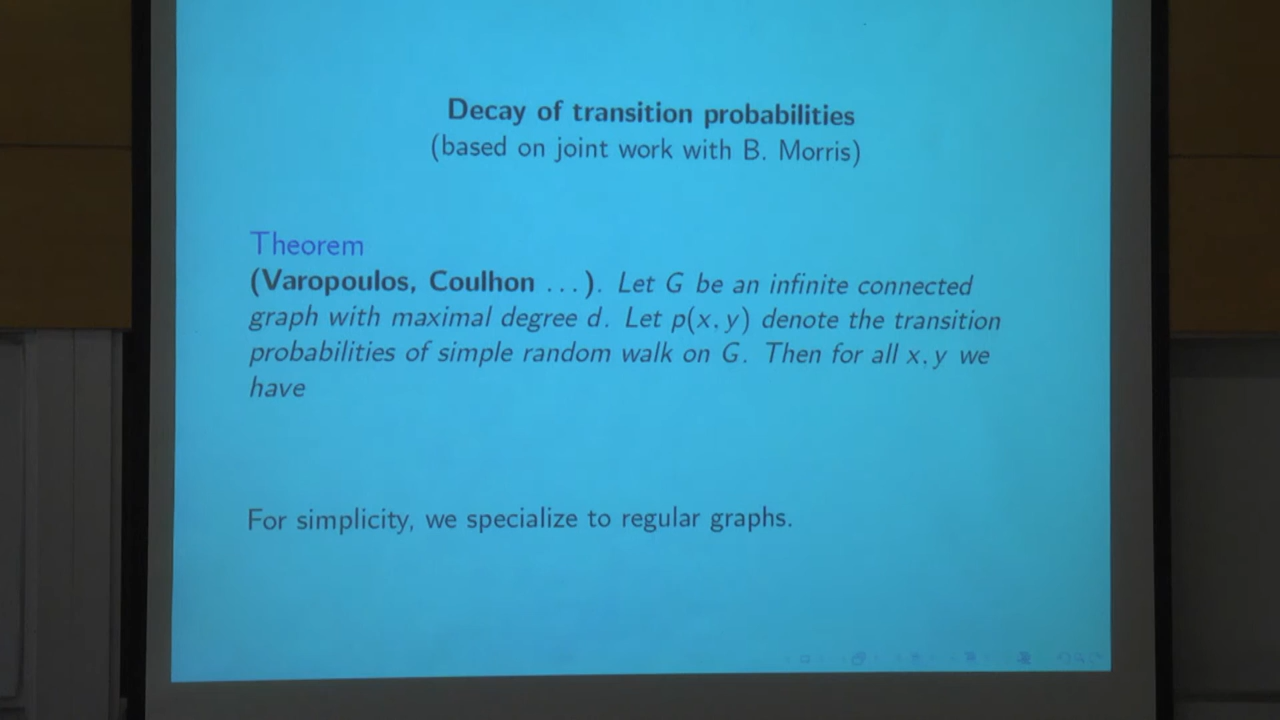 Decay of transition probabilities
(based on joint work with B. Morris)
Theorem
(Varopoulos, Coulhon ...). Let G be an infinite connected
graph with maximal degree d. Let p(x, y) denote the transition
probabilities of simple random walk on G. Then for all x, y we
have
For simplicity, we specialize to regular graphs.